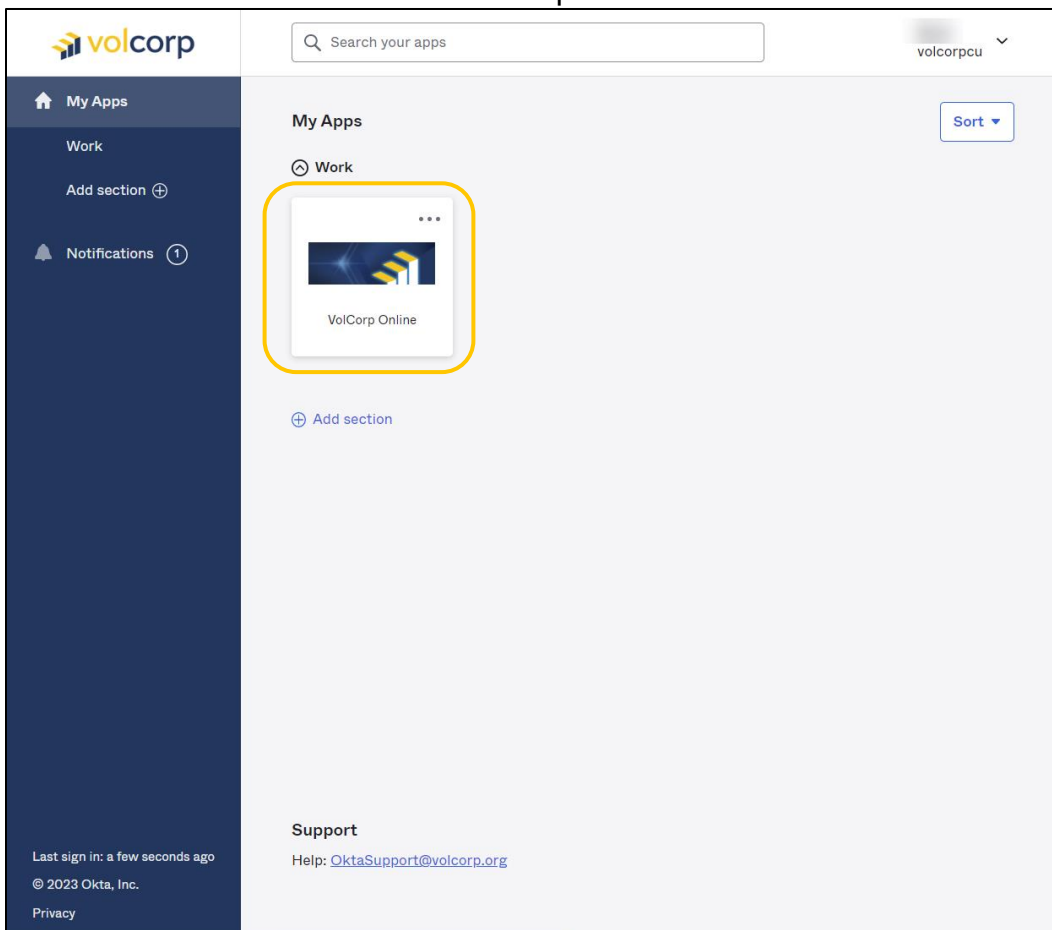 volcorp
Search your apps
volcorpcu
My Apps
Work
Add section
Notifications 1
Last sign in: a few seconds ago
© 2023 Okta, Inc.
Privacy
My Apps
Sort
Work
VolCorp Online
Add section
Support
Help: OktaSupport@volcorp.org